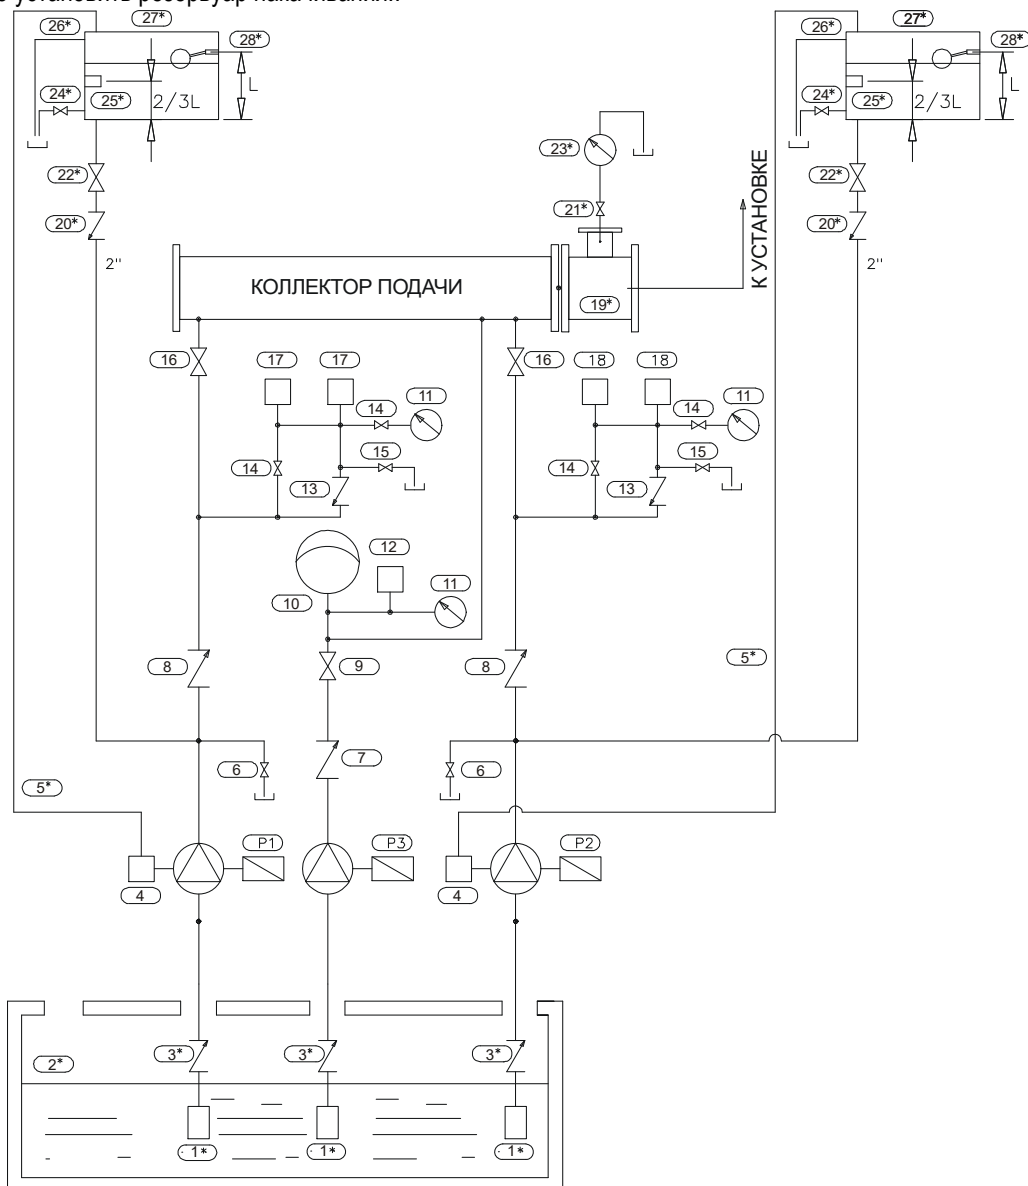 установить резервуар накачивания.
27* 27*
26* 28* 26* 28*
L L
24* 25* 2/3L 24* 25* 2/3L
23*
22* 22*
21*
20* 20*
2" 2"
К УСТАНОВКЕ
КОЛЛЕКТОР ПОДАЧИ
19*
16 17 17 16 18 18
11 11
14 14
15 15
14 14
13 13
12
11
10
8 9 8 5*
7
6 6
5*
P1 P3 P2
4 4
3* 3* 3*
2*
1* 1* 1*